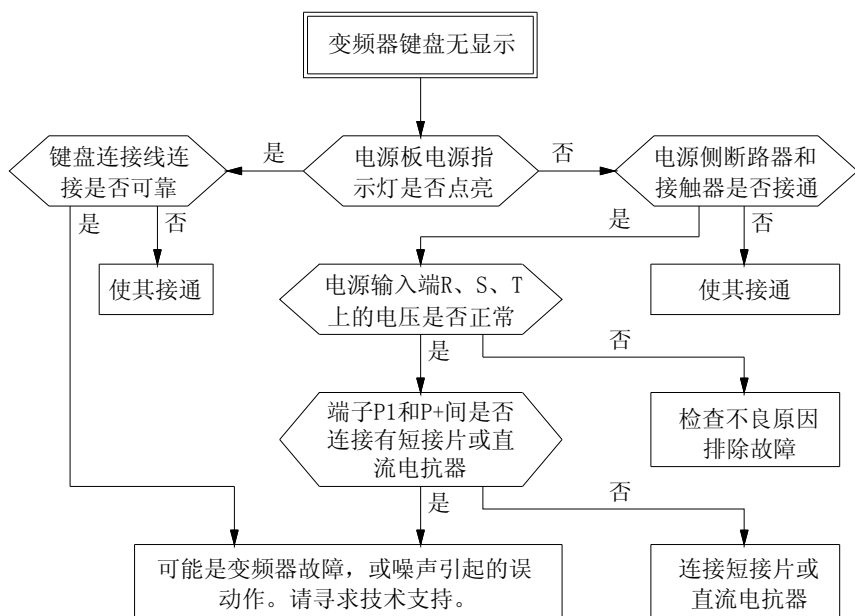 变频器键盘无显示
是
否
键盘连接线连
接是否可靠
电源板电源指
示灯是否点亮
电源侧断路器和
接触器是否接通
是
否
是
否
使其接通
电源输入端R、S、T
上的电压是否正常
使其接通
是
否
端子P1和P+间是否
连接有短接片或直
流电抗器
检查不良原因
排除故障
是
否
可能是变频器故障，或噪声引起的误
动作。请寻求技术支持。
连接短接片或
直流电抗器